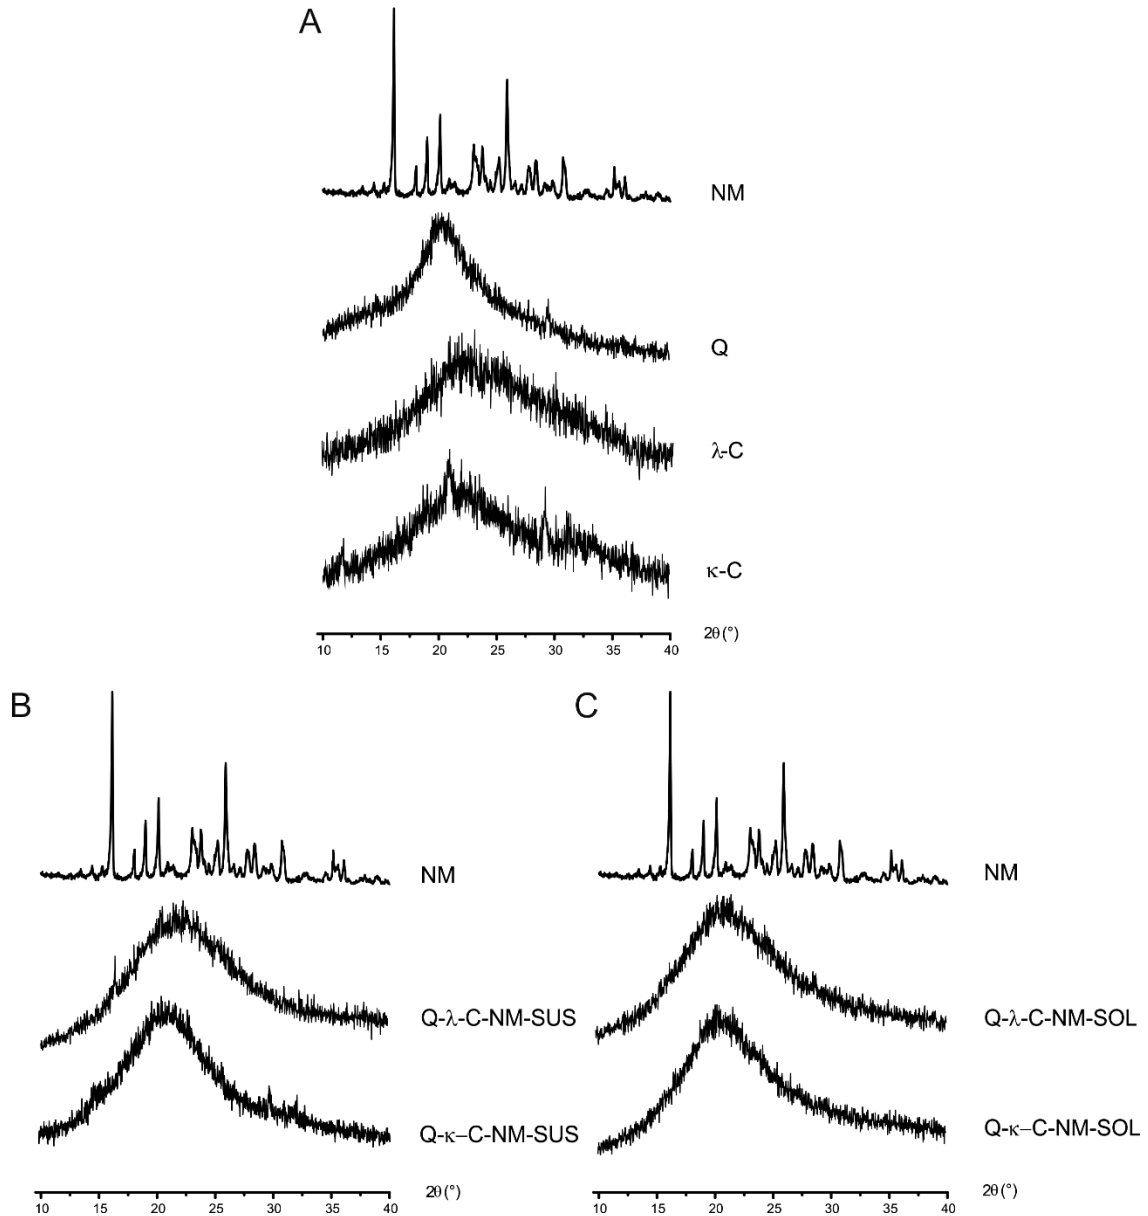 A
NM
Q
λ-C
κ-C
2θ(°)
10 15 20 25 30 35 40
B
NM
Q-λ-C-NM-SUS
Q-κ–C-NM-SUS
2θ(°)
10 15 20 25 30 35 40
C
NM
Q-λ-C-NM-SOL
Q-κ–C-NM-SOL
2θ(°)
10 15 20 25 30 35 40